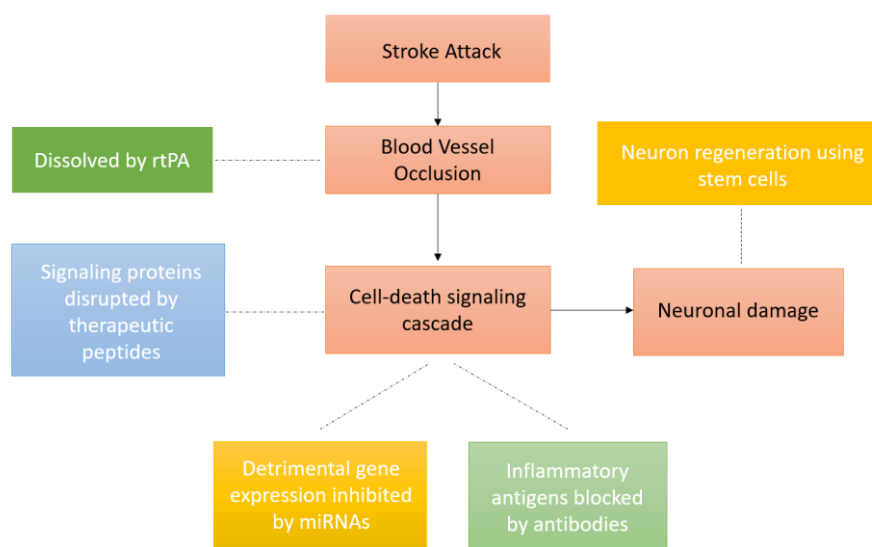 Stroke Attack
Dissolved by rtPA
Blood Vessel
Occlusion
Neuron regeneration using
stem cells
Signaling proteins
disrupted by
therapeutic
peptides
Cell-death signaling
cascade
Neuronal damage
Detrimental gene
expression inhibited
by miRNAs
Inflammatory
antigens blocked
by antibodies